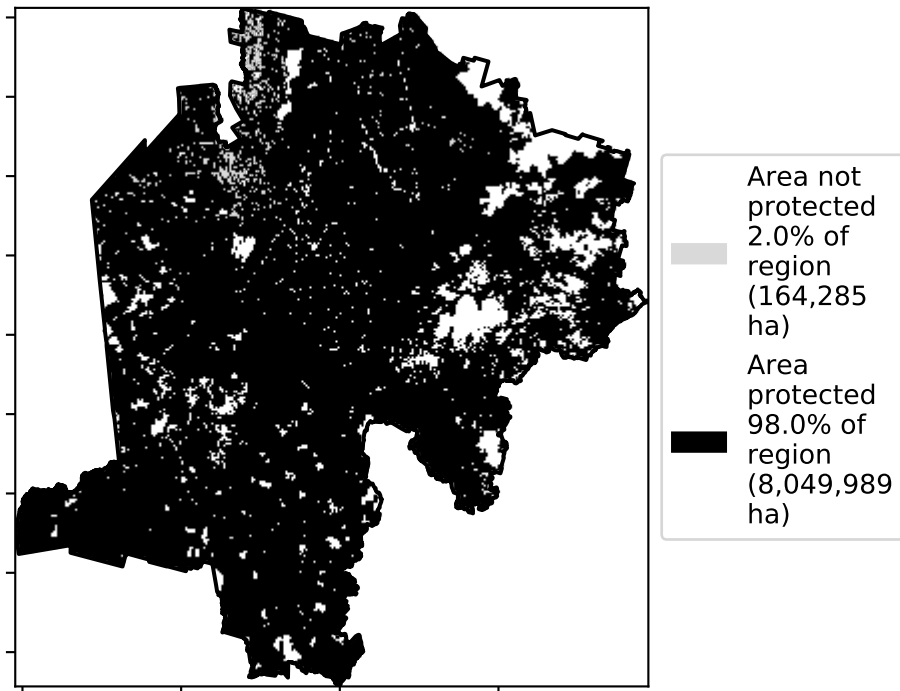 Area not
protected
2.0% of
region
(164,285
ha)
Area
protected
98.0% of
region
(8,049,989
ha)